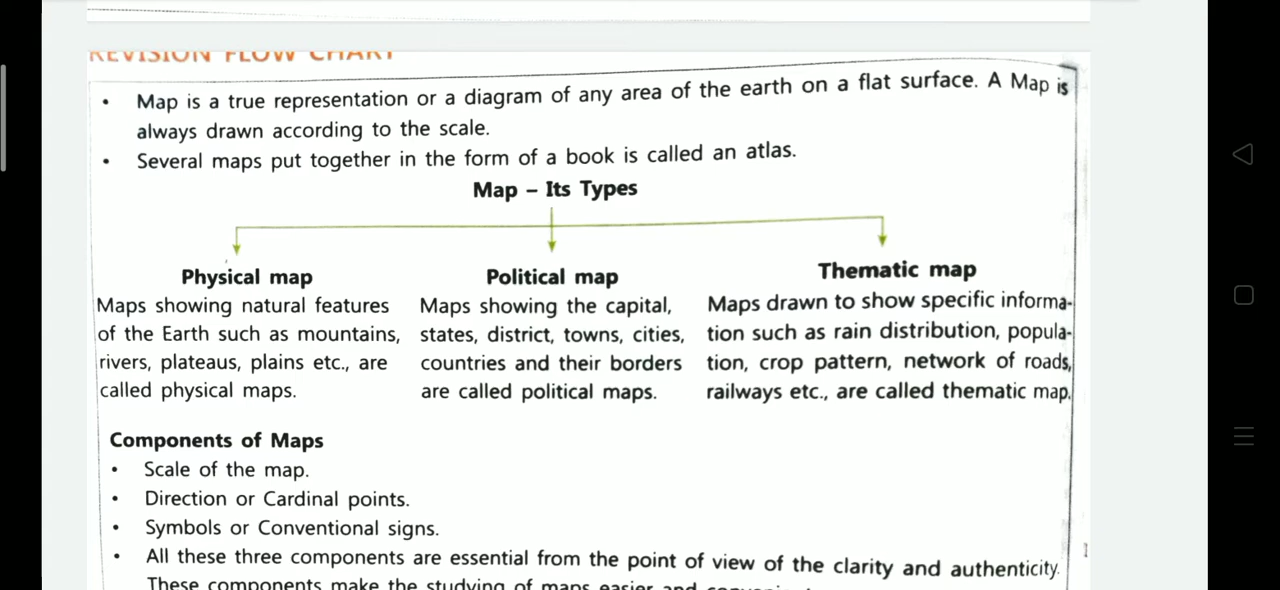 REVISION FLOW CHART
• Map is a true representation or a diagram of any area of the earth on a flat surface. A Map is
always drawn according to the scale.
• Several maps put together in the form of a book is called an atlas.
Map – Its Types
Physical map
Maps showing natural features
of the Earth such as mountains,
rivers, plateaus, plains etc., are
called physical maps.
Political map
Maps showing the capital,
states, district, towns, cities,
countries and their borders
are called political maps.
Thematic map
Maps drawn to show specific informa-
tion such as rain distribution, popula-
tion, crop pattern, network of roads,
railways etc., are called thematic map.
Components of Maps
• Scale of the map.
• Direction or Cardinal points.
• Symbols or Conventional signs.
• All these three components are essential from the point of view of the clarity and authenticity.
These components make the studying of maps easier and